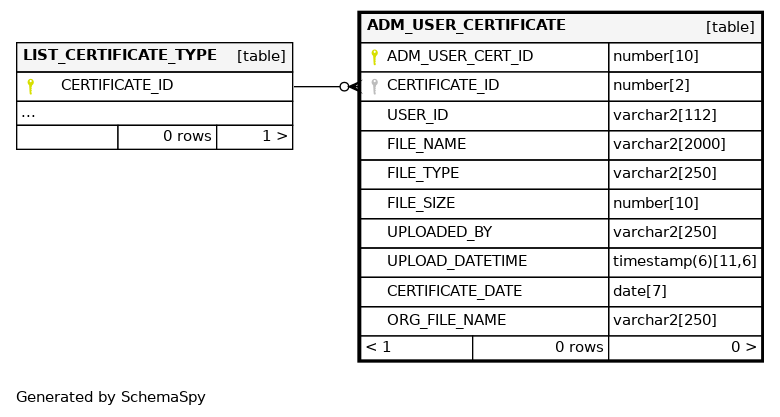 LIST_CERTIFICATE_TYPE [table]
CERTIFICATE_ID
...
0 rows 1 >
ADM_USER_CERTIFICATE [table]
ADM_USER_CERT_ID number[10]
CERTIFICATE_ID number[2]
USER_ID varchar2[112]
FILE_NAME varchar2[2000]
FILE_TYPE varchar2[250]
FILE_SIZE number[10]
UPLOADED_BY varchar2[250]
UPLOAD_DATETIME timestamp(6)[11,6]
CERTIFICATE_DATE date[7]
ORG_FILE_NAME varchar2[250]
< 1 0 rows 0 >
Generated by SchemaSpy